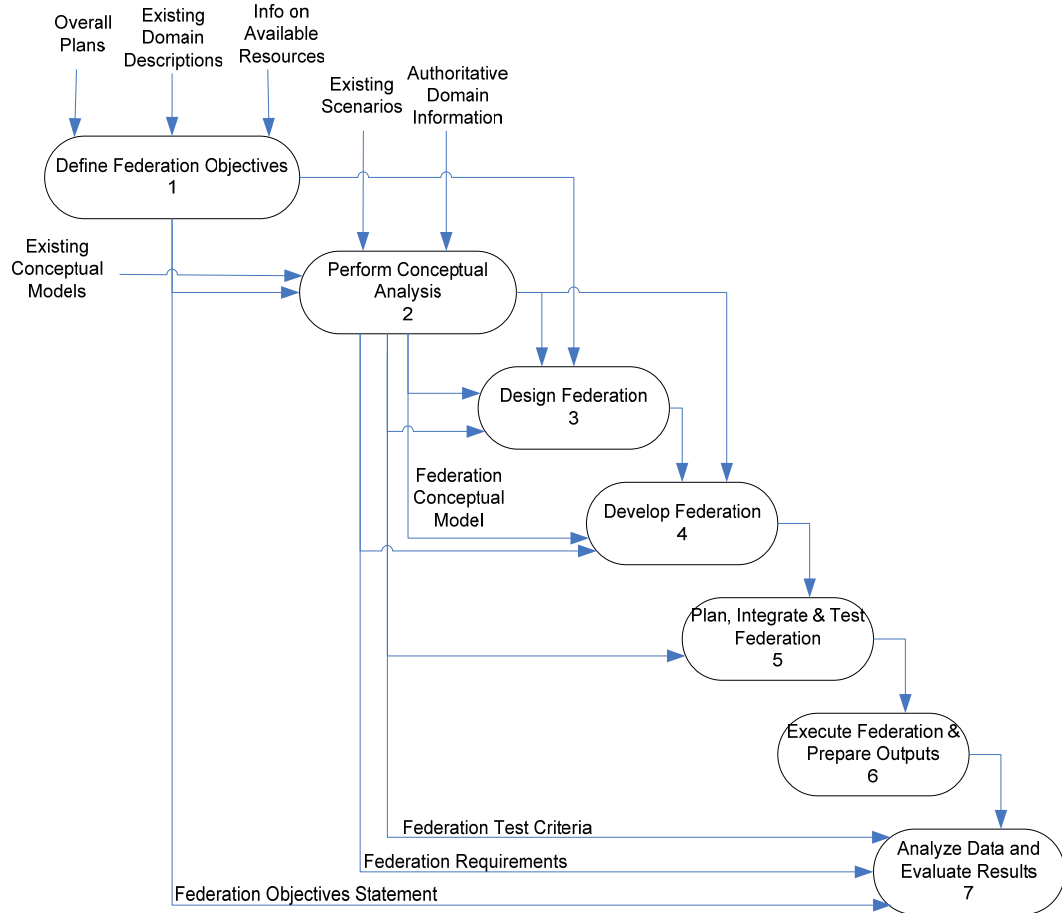 Overall
Plans
Existing
Domain
Descriptions
Info on
Available
Resources
Existing
Scenarios
Authoritative
Domain
Information
Define Federation Objectives
1
Existing
Conceptual
Models
Perform Conceptual
Analysis
2
Design Federation
3
Federation
Conceptual
Model
Develop Federation
4
Plan, Integrate & Test
Federation
5
Execute Federation &
Prepare Outputs
6
Federation Test Criteria
Federation Requirements
Federation Objectives Statement
Analyze Data and
Evaluate Results
7